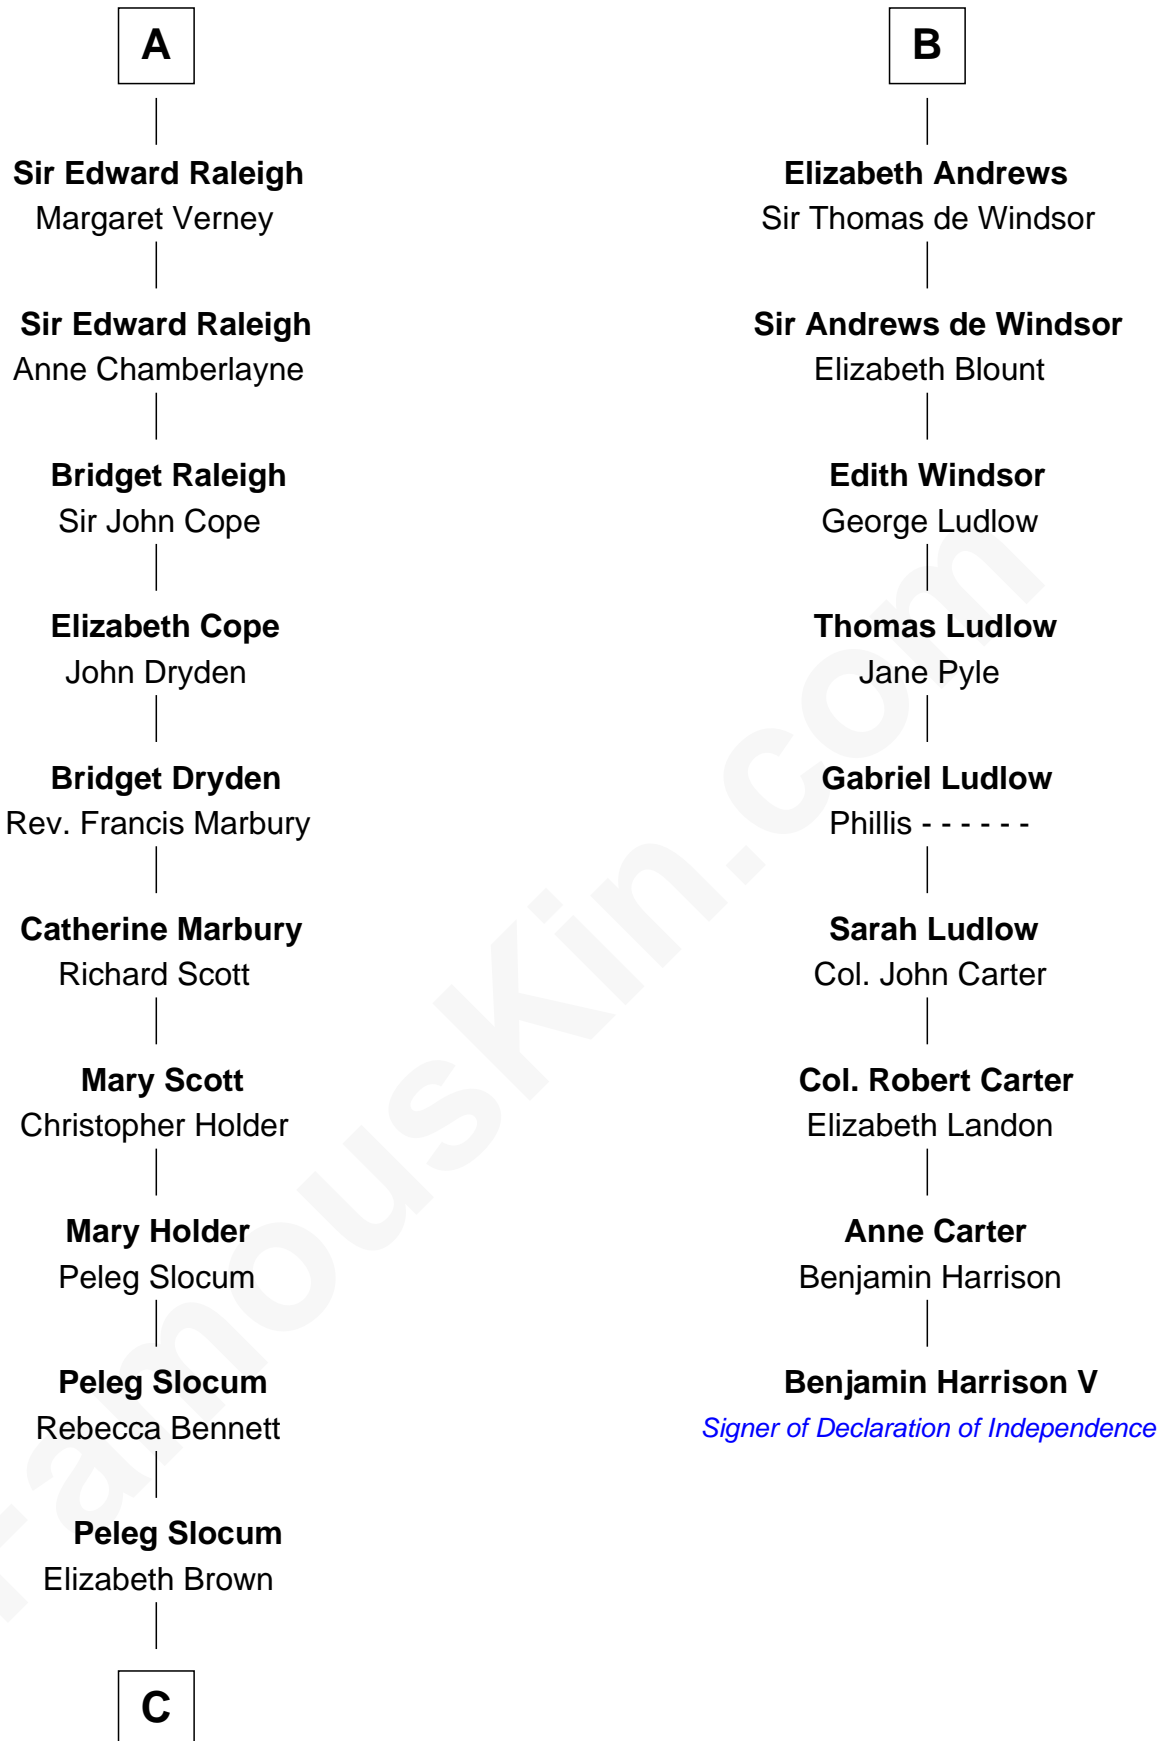 A
Sir Edward Raleigh
Margaret Verney
Sir Edward Raleigh
Anne Chamberlayne
Bridget Raleigh
Sir John Cope
Elizabeth Cope
John Dryden
Bridget Dryden
Rev. Francis Marbury
Catherine Marbury
Richard Scott
Mary Scott
Christopher Holder
Mary Holder
Peleg Slocum
Peleg Slocum
Rebecca Bennett
Peleg Slocum
Elizabeth Brown
C
B
Elizabeth Andrews
Sir Thomas de Windsor
Sir Andrews de Windsor
Elizabeth Blount
Edith Windsor
George Ludlow
Thomas Ludlow
Jane Pyle
Gabriel Ludlow
Phillis - - - - - -
Sarah Ludlow
Col. John Carter
Col. Robert Carter
Elizabeth Landon
Anne Carter
Benjamin Harrison
Benjamin Harrison V
Signer of Declaration of Independence
FamousKin.com